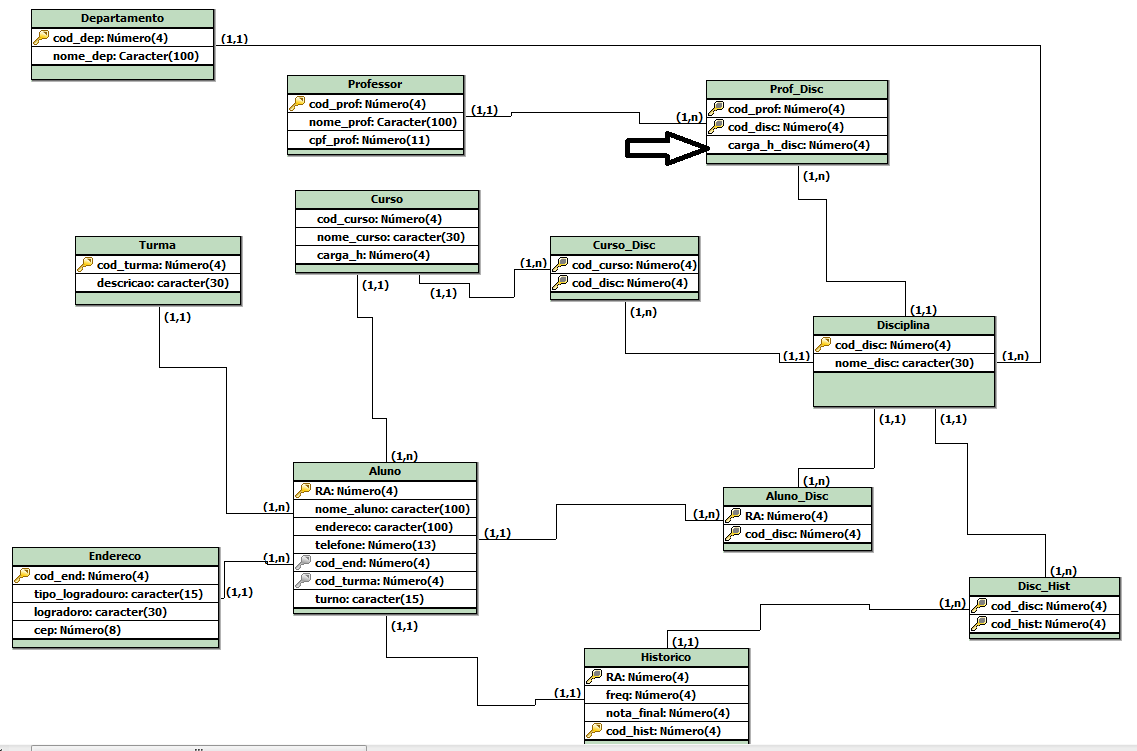 Departamento
cod_dep: Número(4)
nome_dep: Caracter(100)
(1,1)
Professor
cod_prof: Número(4)
nome_prof: Caracter(100)
cpf_prof: Número(11)
(1,1)
(1,n)
Prof_Disc
cod_prof: Número(4)
cod_disc: Número(4)
carga_h_disc: Número(4)
(1,n)
Curso
cod_curso: Número(4)
nome_curso: caracter(30)
carga_h: Número(4)
(1,1)
(1,1)
(1,n)
Curso_Disc
cod_curso: Número(4)
cod_disc: Número(4)
(1,n)
Turma
cod_turma: Número(4)
descricao: caracter(30)
(1,1)
(1,1)
(1,1)
Disciplina
cod_disc: Número(4)
nome_disc: caracter(30)
(1,n)
(1,1)
(1,1)
(1,n)
Aluno
RA: Número(4)
nome_aluno: caracter(100)
endereco: caracter(100)
telefone: Número(13)
cod_end: Número(4)
cod_turma: Número(4)
turno: caracter(15)
(1,n)
(1,n)
(1,1)
(1,1)
(1,n)
(1,n)
Aluno_Disc
RA: Número(4)
cod_disc: Número(4)
Endereco
cod_end: Número(4)
tipo_logradouro: caracter(15)
logradoro: caracter(30)
cep: Número(8)
(1,1)
(1,n)
(1,n)
Disc_Hist
cod_disc: Número(4)
cod_hist: Número(4)
(1,1)
(1,1)
Historico
RA: Número(4)
freq: Número(4)
nota_final: Número(4)
cod_hist: Número(4)